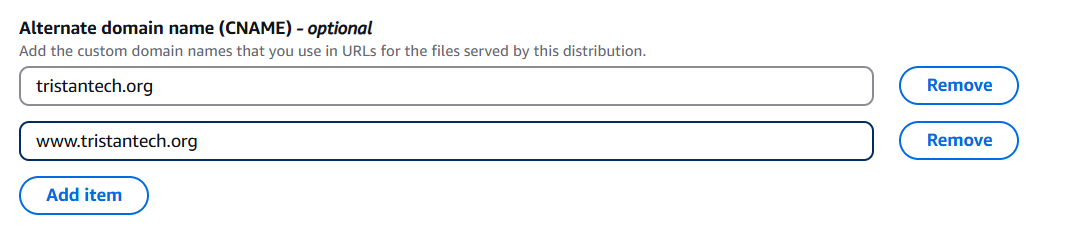 Alternate domain name (CNAME) - optional
Add the custom domain names that you use in URLs for the files served by this distribution.
tristantech.org
Remove
www.tristantech.org
Remove
Add item